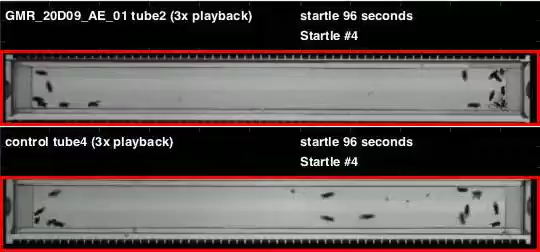 GMR_20D09_AE_01 tube2 (3x playback)
startle 96 seconds
Startle #4
control tube4 (3x playback)
startle 96 seconds
Startle #4